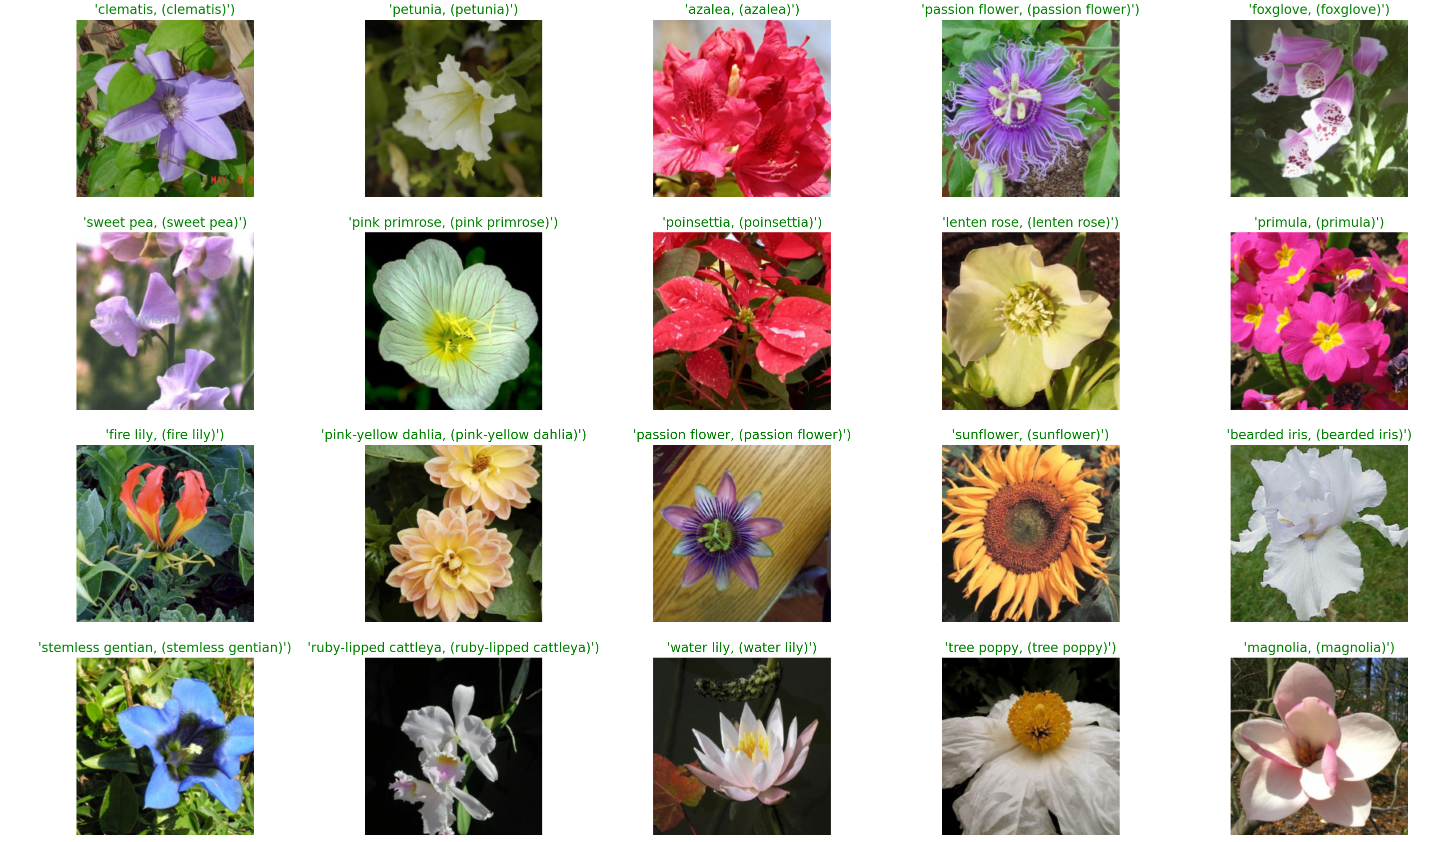 'clematis, (clematis)')
'petunia, (petunia)')
'azalea, (azalea)')
'passion flower, (passion flower)')
'foxglove, (foxglove)')
'sweet pea, (sweet pea)')
'pink primrose, (pink primrose)')
'poinsettia, (poinsettia)')
'lenten rose, (lenten rose)')
'primula, (primula)')
'fire lily, (fire lily)')
'pink-yellow dahlia, (pink-yellow dahlia)')
'passion flower, (passion flower)')
'sunflower, (sunflower)')
'bearded iris, (bearded iris)')
'stemless gentian, (stemless gentian)')
'ruby-lipped cattleya, (ruby-lipped cattleya)')
'water lily, (water lily)')
'tree poppy, (tree poppy)')
'magnolia, (magnolia)')
MAY